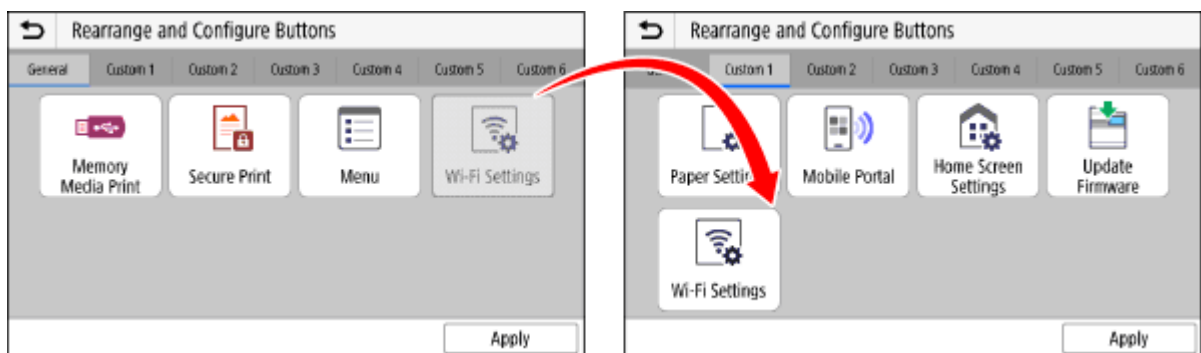 Rearrange and Configure Buttons
General Custom 1 Custom 2 Custom 3 Custom 4 Custom 5 Custom 6
Memory
Media Print
Secure Print
Menu
Wi-Fi Settings
Apply
Rearrange and Configure Buttons
Custom 1 Custom 2 Custom 3 Custom 4 Custom 5 Custom 6
Paper
Mobile Portal
Home Screen
Settings
Update
Firmware
Wi-Fi Settings
Apply